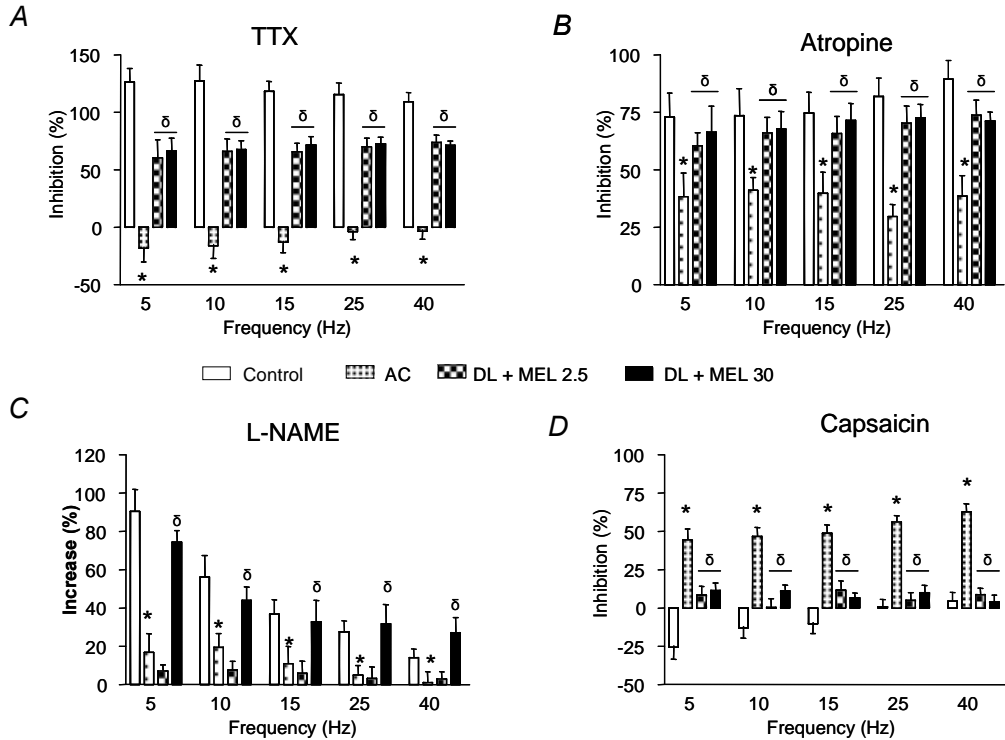 A
TTX
Inhibition (%)
150
100
50
0
-50
δ δ δ δ δ
* * * * *
5 10 15 25 40
Frequency (Hz)
B
Atropine
Inhibition (%)
100
75
50
25
0
δ δ δ δ δ
* * * * *
5 10 15 25 40
Frequency (Hz)
Control AC DL + MEL 2.5 DL + MEL 30
C
L-NAME
Increase (%)
120
100
80
60
40
20
0
δ δ δ δ δ
* * * * *
5 10 15 25 40
Frequency (Hz)
D
Capsaicin
Inhibition (%)
100
75
50
25
0
-25
-50
* * * * *
δ δ δ δ δ
5 10 15 25 40
Frequency (Hz)